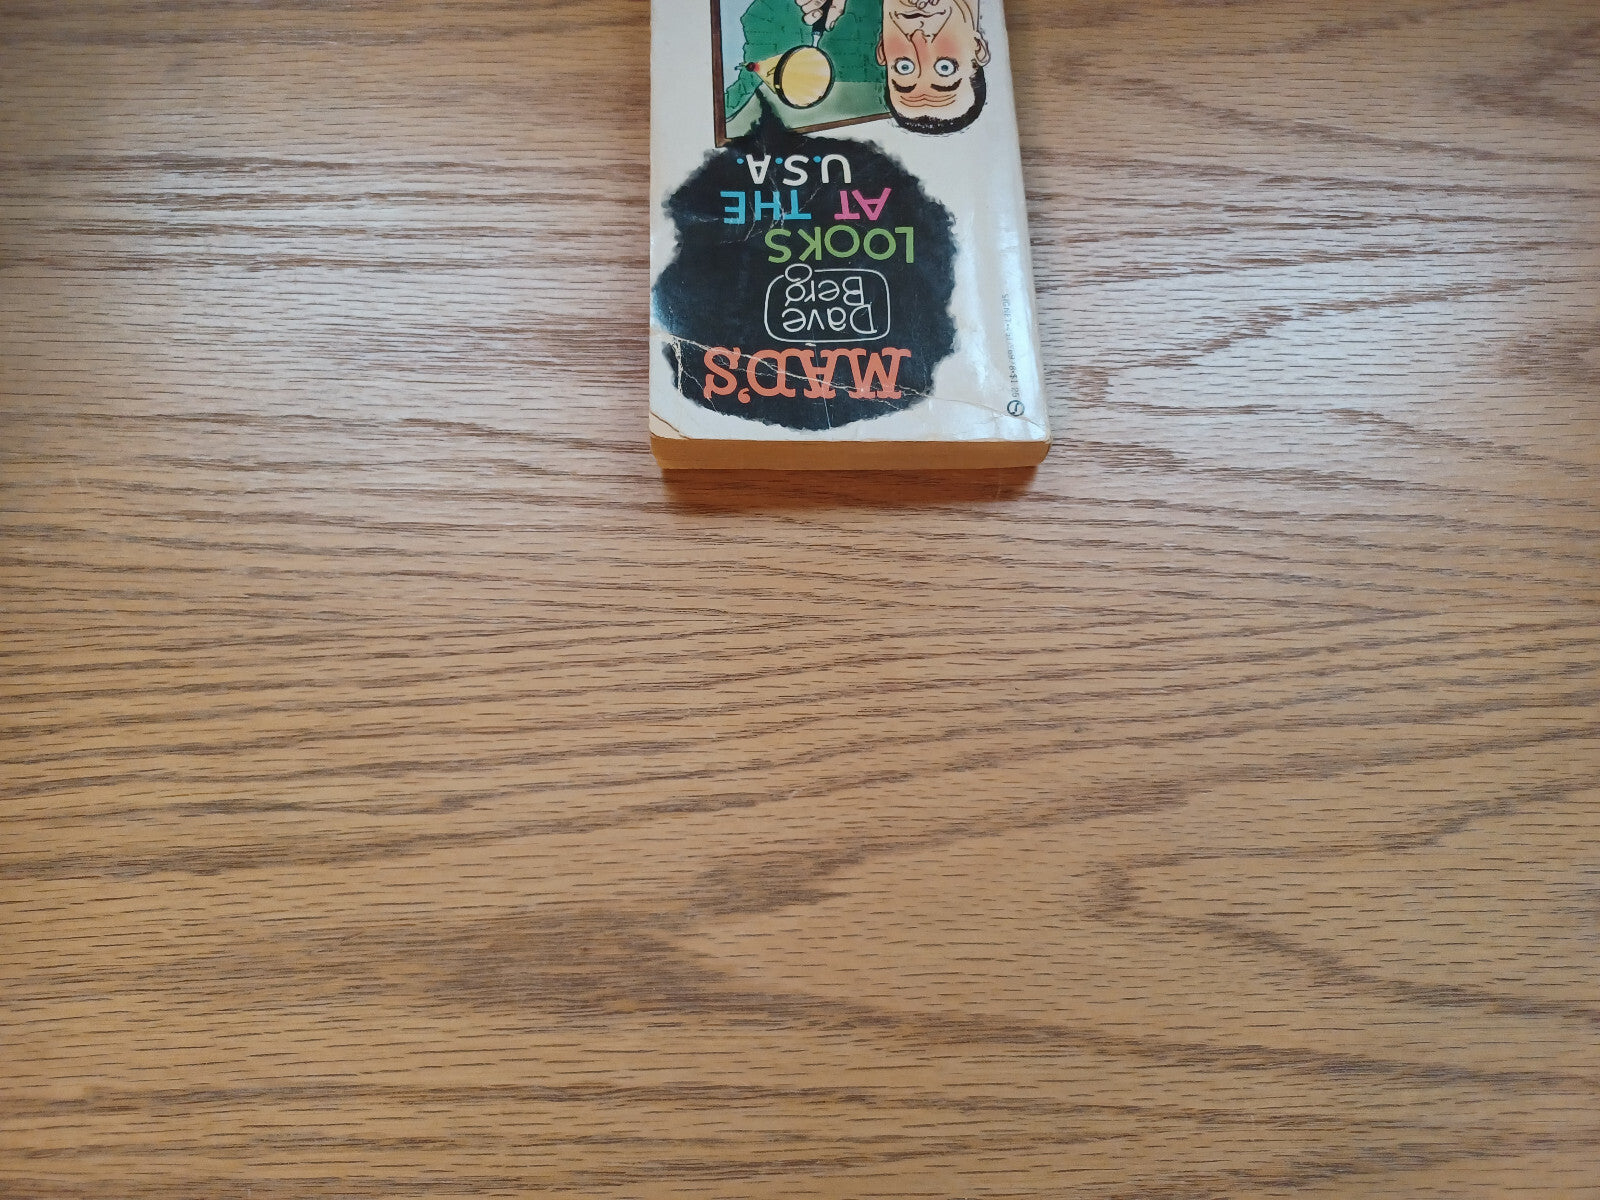 MAD'S
Dave
Berg
LOOKS
AT THE
U.S.A.